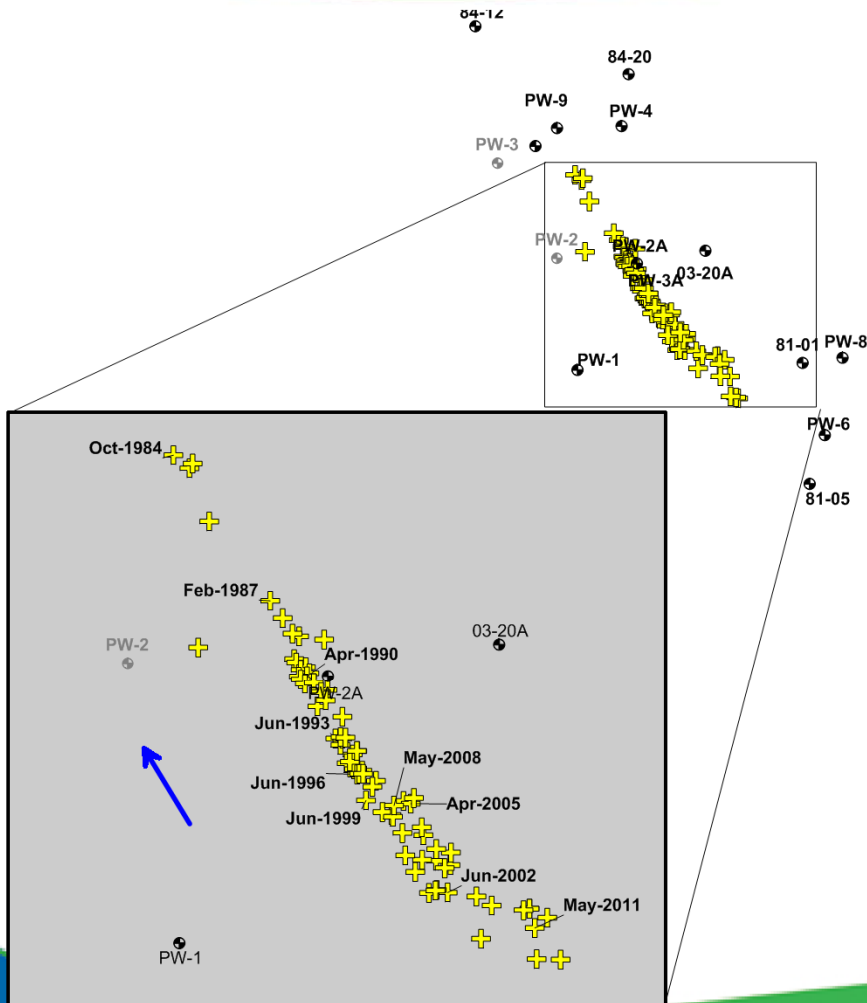 84-12
84-20
PW-9
PW-4
PW-3
PW-2
PW-2A
03-20A
PW-3A
81-01
PW-8
PW-1
PW-6
81-05
Oct-1984
Feb-1987
03-20A
PW-2
Apr-1990
PW-2A
Jun-1993
May-2008
Jun-1996
Apr-2005
Jun-1999
Jun-2002
May-2011
PW-1